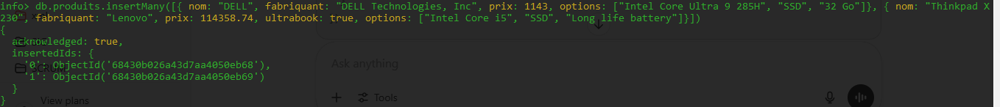 info> db.produits.insertMany([{ nom: "DELL", fabriquant: "DELL Technologies, Inc", prix: 1143, options: ["Intel Core Ultra 9 285H", "SSD", "32 Go"]}, { nom: "Thinkpad X
230", fabriquant: "Lenovo", prix: 114358.74, ultrabook: true, options: ["Intel Core i5", "SSD", "Long life battery"]}])
{
  acknowledged: true,
  insertedIds: {
    '0': ObjectId('68430b026a43d7aa4050eb68'),
    '1': ObjectId('68430b026a43d7aa4050eb69')
  }
}
Ask anything
Tools
View plans